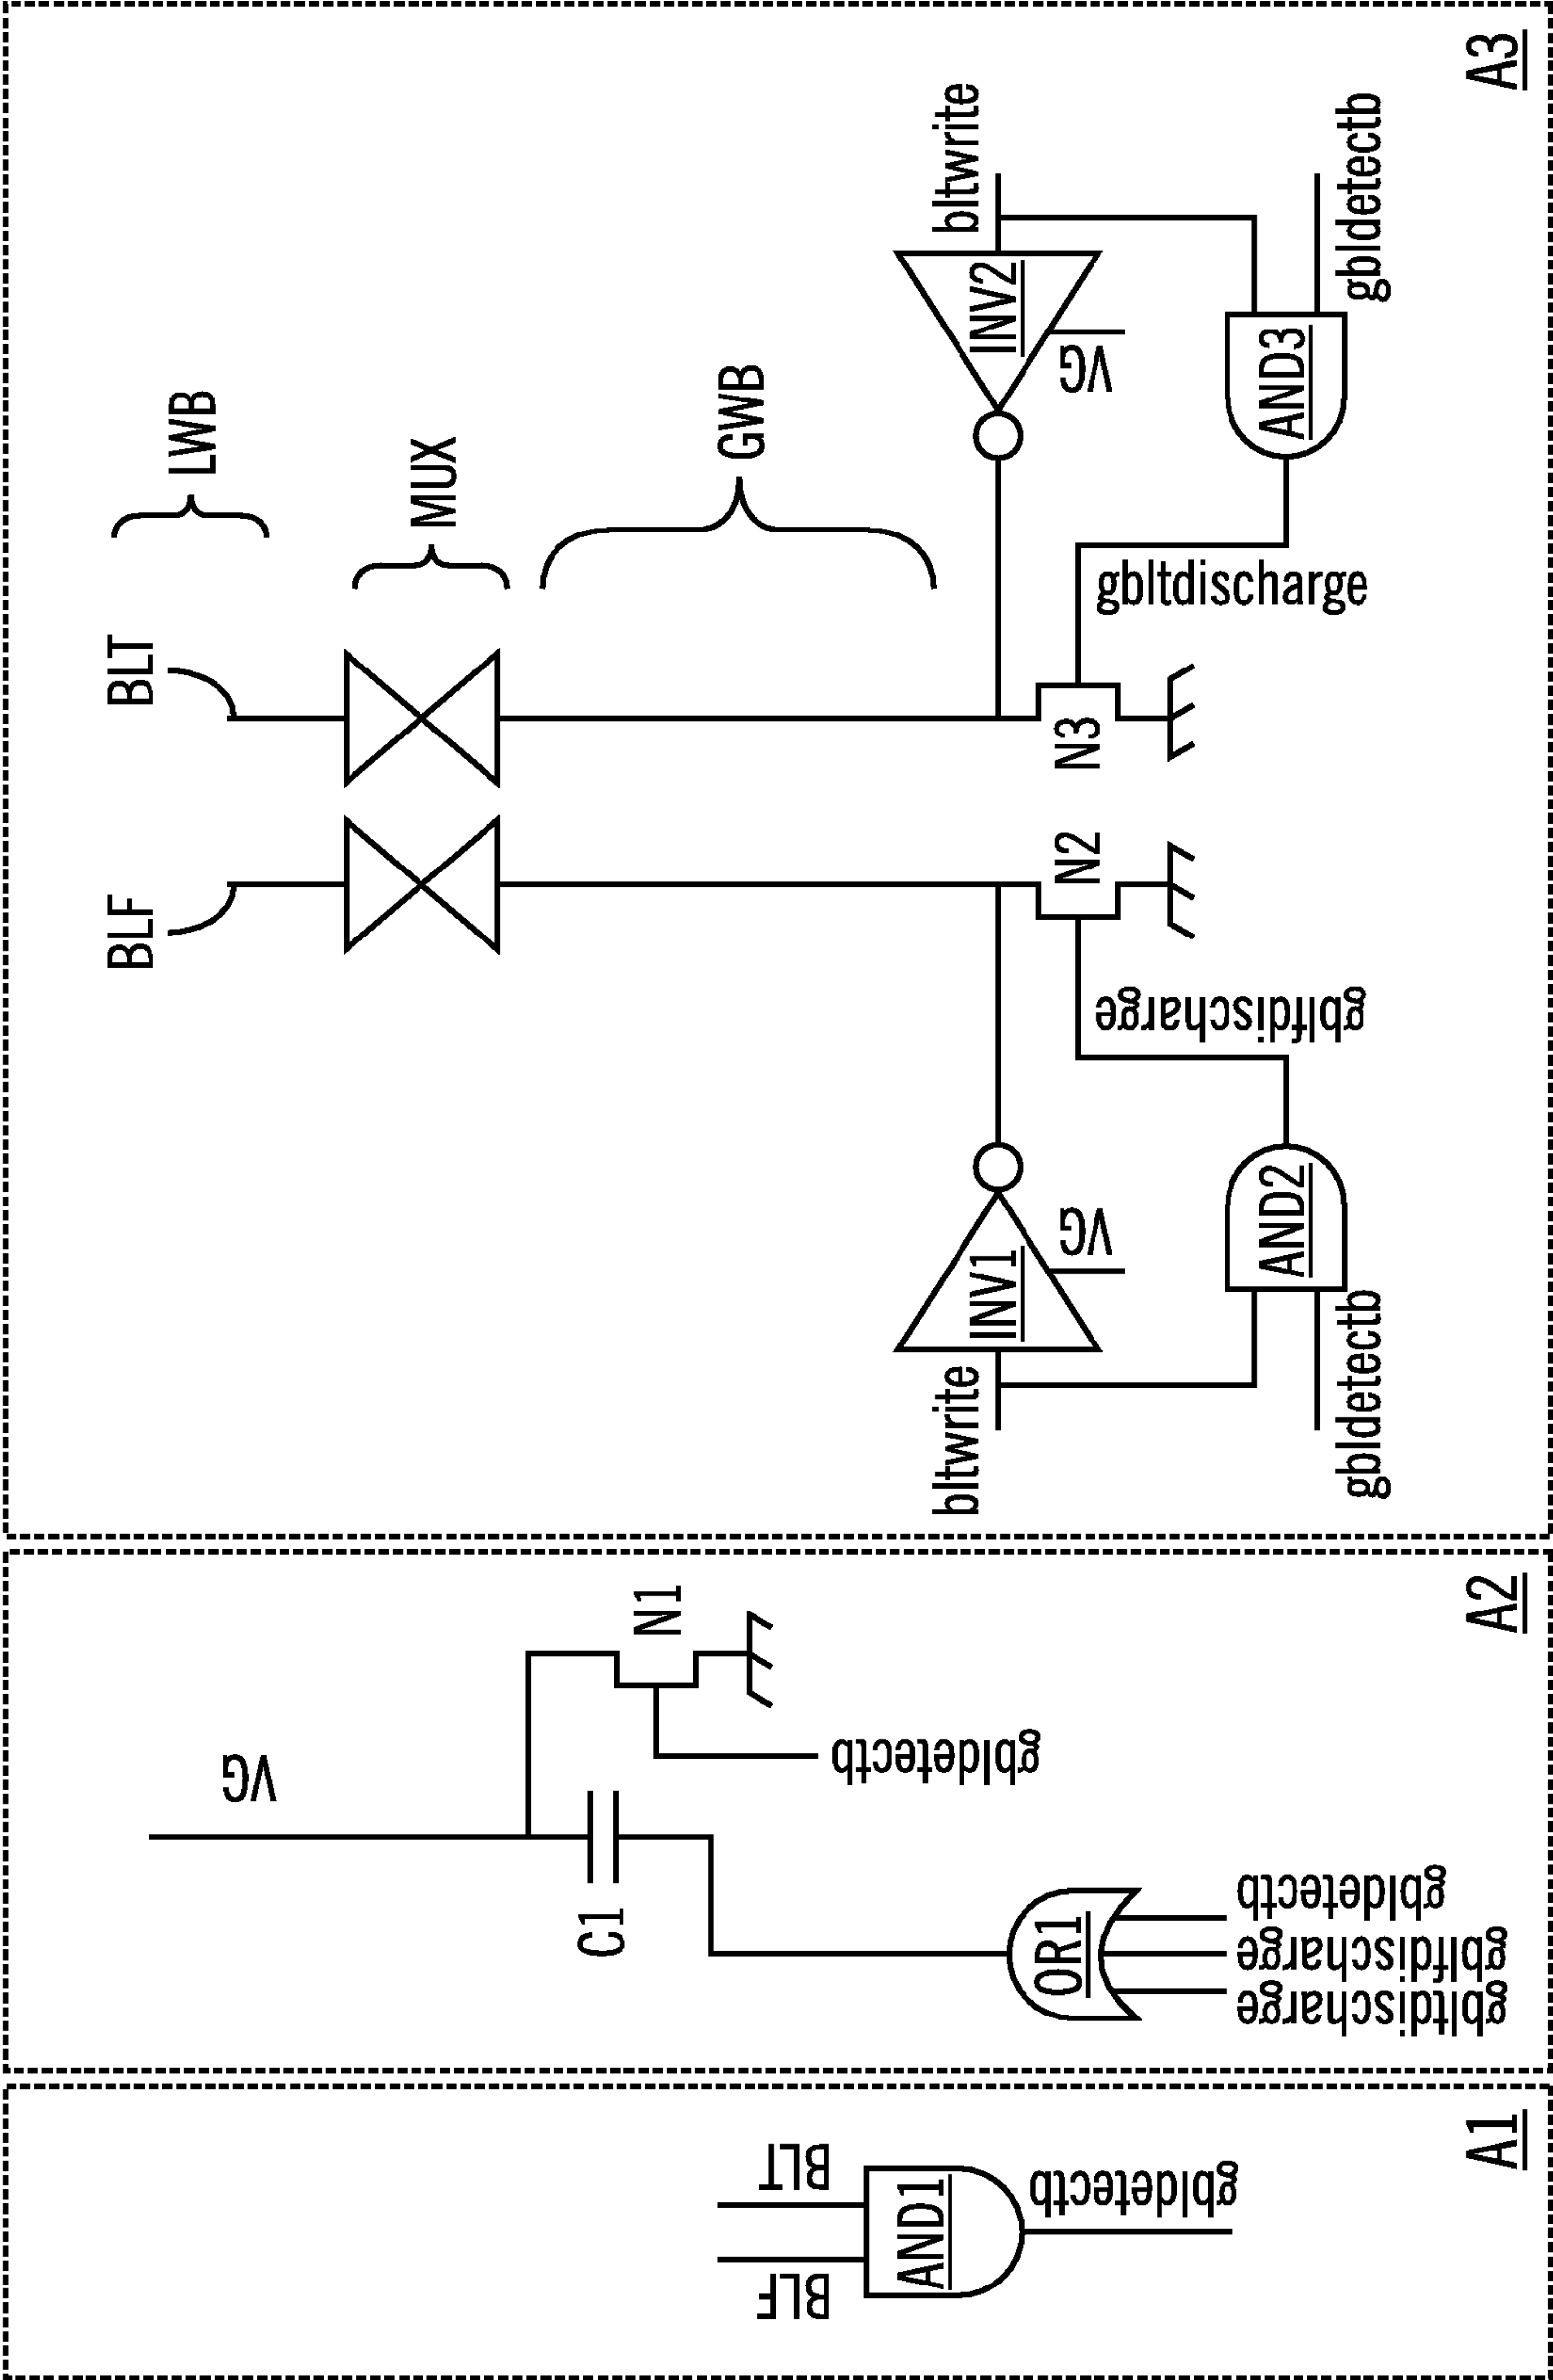 BLF
BLT
AND1
gbldetectb
A1
VG
C1
N1
gbldetectb
OR1
gbltdischarge
gblfdischarge
gbldetectb
A2
BLF
BLT
LWB
MUX
GWB
bltwrite
INV1
VG
N2
N3
bltwrite
INV2
VG
gblfdischarge
gbltdischarge
AND2
gbldetectb
AND3
gbldetectb
A3